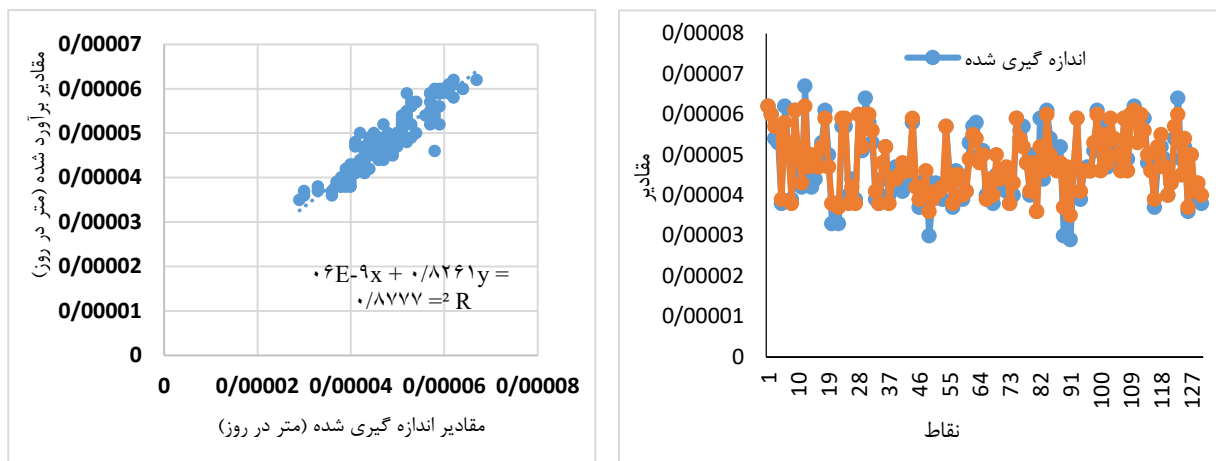 مقادیر برآورد شده (متر در روز)
0/00007
0/00006
0/00005
0/00004
0/00003
0/00002
0/00001
0
۰۶E-۹x + ۰/۸۲۶۱y =
۰/۸۷۷۷ =² R
0 0/00002 0/00004 0/00006 0/00008
مقادیر اندازه گیری شده (متر در روز)
مقادیر
0/00008
0/00007
0/00006
0/00005
0/00004
0/00003
0/00002
0/00001
0
اندازه گیری شده
1 10 19 28 37 46 55 64 73 82 91 100 109 118 127
نقاط